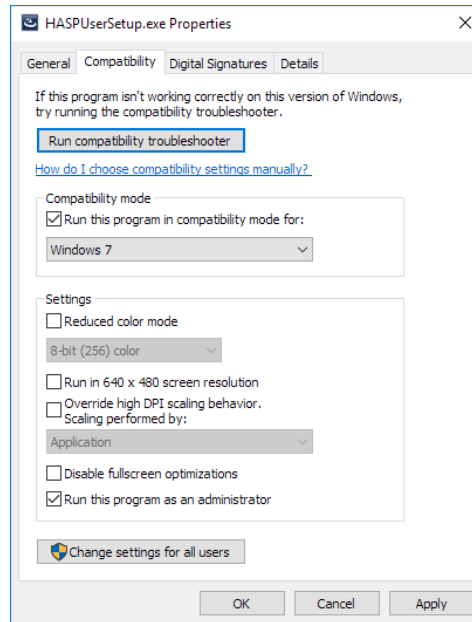 HASPUserSetup.exe Properties
General Compatibility Digital Signatures Details
If this program isn't working correctly on this version of Windows,
try running the compatibility troubleshooter.
Run compatibility troubleshooter
How do I choose compatibility settings manually?
Compatibility mode
Run this program in compatibility mode for:
Windows 7
Settings
Reduced color mode
8-bit (256) color
Run in 640 x 480 screen resolution
Override high DPI scaling behavior.
Scaling performed by:
Application
Disable fullscreen optimizations
Run this program as an administrator
Change settings for all users
OK Cancel Apply